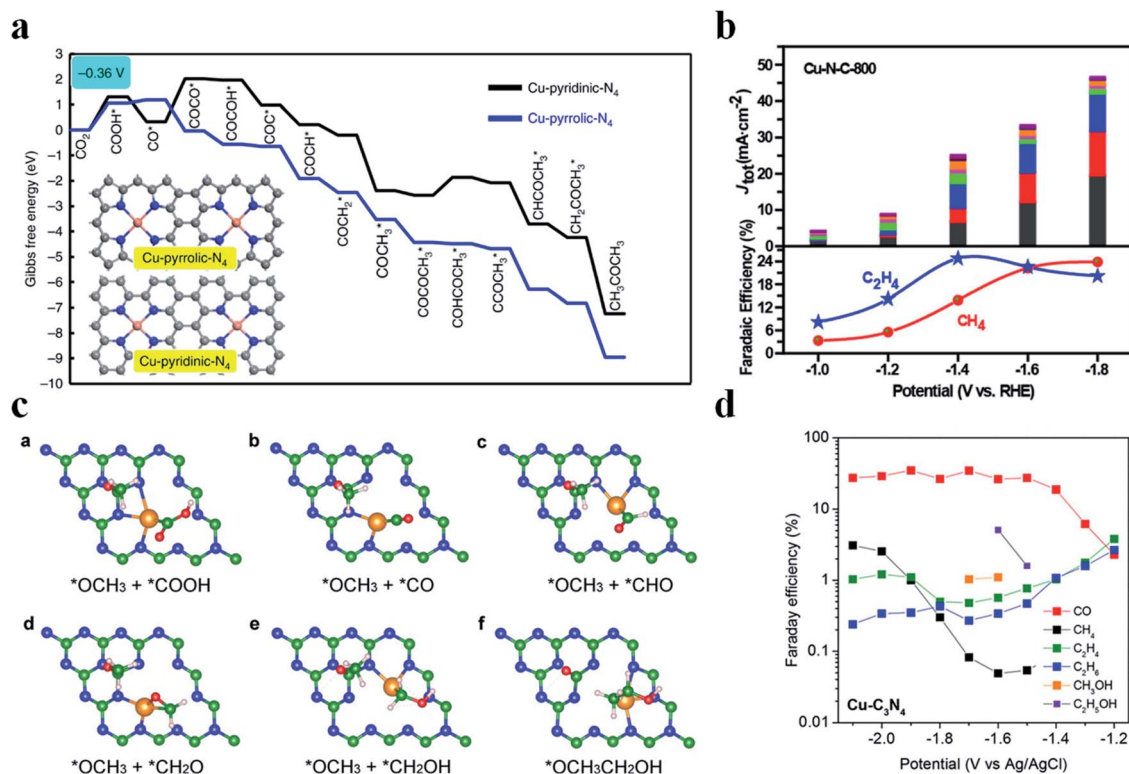 a
3
2
1
0
–1
–2
–3
–4
–5
–6
–7
–8
–9
–10
Gibbs free energy (eV)
–0.36 V
CO2
COOH*
CO*
COCO*
COCOH*
COC*
COCH*
COCH2*
COCH3*
COCOCH3*
COHCOCH3*
CCOCH3*
CHCOCH3*
CH2COCH3*
CH3COCH3
Cu-pyridinic-N4
Cu-pyrrolic-N4
Cu-pyrrolic-N4
Cu-pyridinic-N4
b
Cu-N-C-800
50
40
30
20
10
0
Jtot(mA·cm-2)
24
18
12
6
0
Faradaic Efficiency (%)
C2H4
CH4
-1.0
-1.2
-1.4
-1.6
-1.8
Potential (V vs. RHE)
c
a
b
c
*OCH3 + *COOH
*OCH3 + *CO
*OCH3 + *CHO
d
e
f
*OCH3 + *CH2O
*OCH3 + *CH2OH
*OCH3CH2OH
d
100
10
1
0.1
0.01
Faraday efficiency (%)
CO
CH4
C2H4
C2H6
CH3OH
C2H5OH
Cu-C3N4
-2.0
-1.8
-1.6
-1.4
-1.2
Potential (V vs Ag/AgCl)